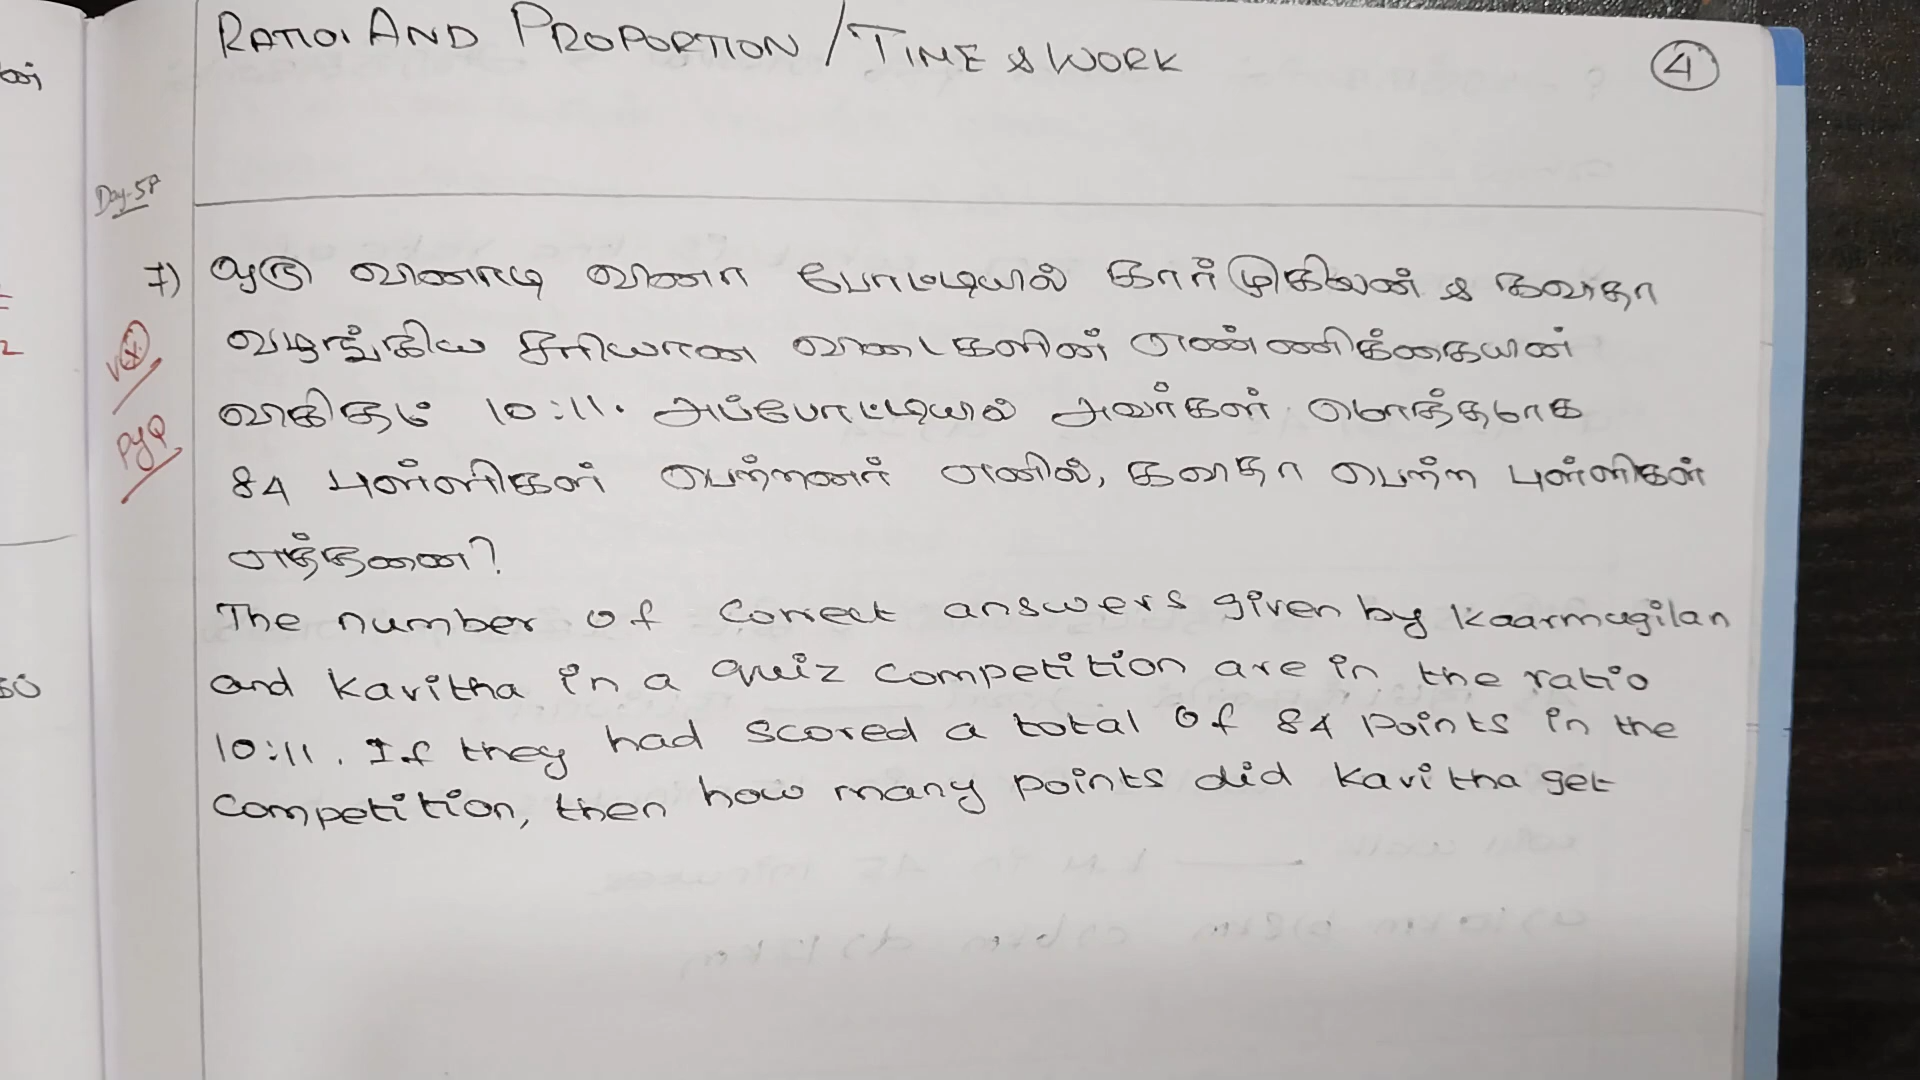 RATIO AND PROPORTION / TIME & WORK
4
Day-58
7) ஒரு வினாடி வினா போட்டியில் கார்முகிலன் & கவிதா
வழங்கிய சரியான விடைகளின் எண்ணிக்கையின்
விகிதம் 10:11. அப்போட்டியில் அவர்கள் மொத்தமாக
PYQ
84 புள்ளிகள் பெற்றனர் எனில், கவிதா பெற்ற புள்ளிகள்
எத்தனை?
The number of correct answers given by Kaarmugilan
and Kavitha in a quiz competition are in the ratio
10:11. If they had scored a total of 84 points in the
competition, then how many points did Kavitha get